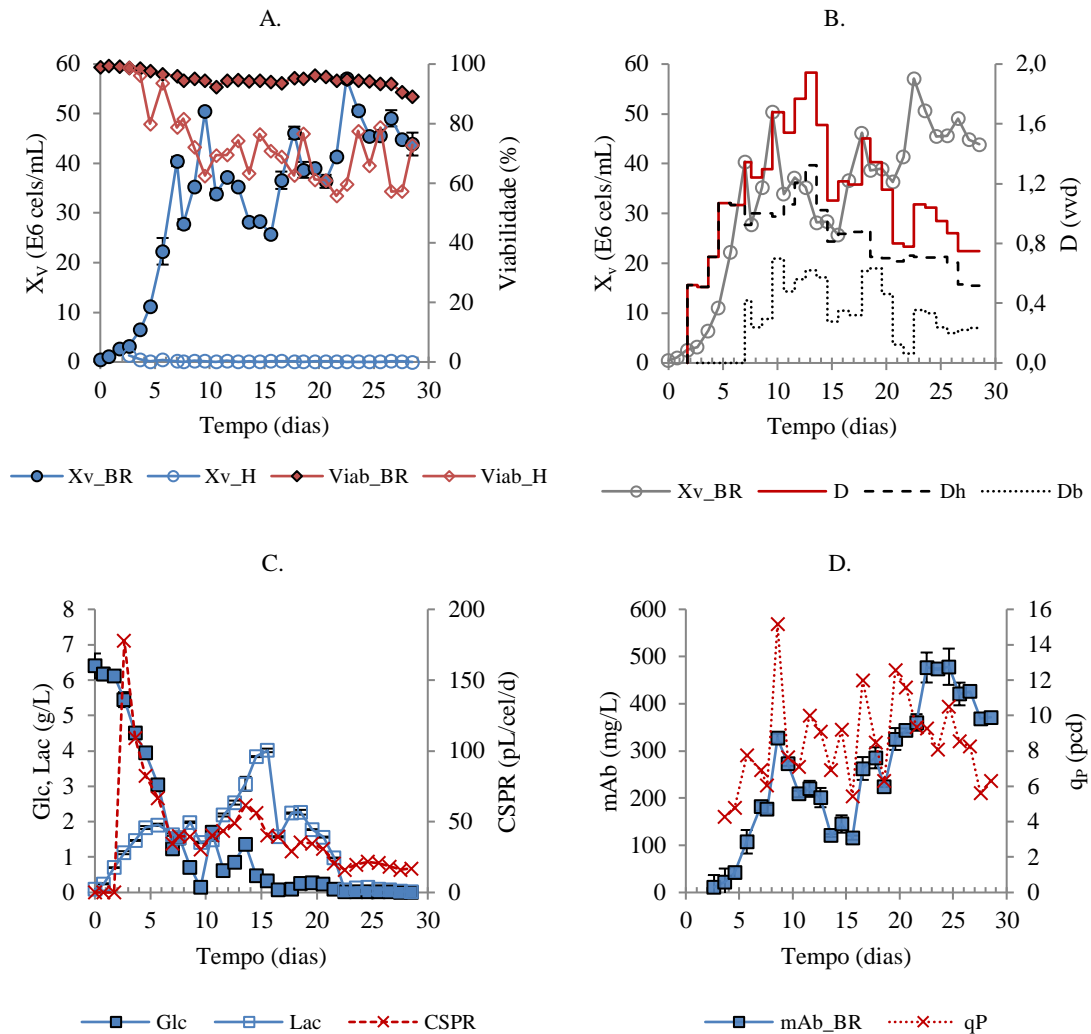 A.
60
50
40
30
20
10
0
100
80
60
40
20
0
0 5 10 15 20 25 30
X_V (E6 cels/mL)
Viabilidade (%)
Tempo (dias)
Xv_BR Xv_H Viab_BR Viab_H
B.
60
50
40
30
20
10
0
2,0
1,6
1,2
0,8
0,4
0,0
0 5 10 15 20 25 30
X_v (E6 cels/mL)
D (vvd)
Tempo (dias)
Xv_BR D Dh Db
C.
8
7
6
5
4
3
2
1
0
200
150
100
50
0
0 5 10 15 20 25 30
Glc, Lac (g/L)
CSPR (pL/cel/d)
Tempo (dias)
Glc Lac CSPR
D.
600
500
400
300
200
100
0
16
14
12
10
8
6
4
2
0
0 5 10 15 20 25 30
mAb (mg/L)
q_P (pcd)
Tempo (dias)
mAb_BR qP